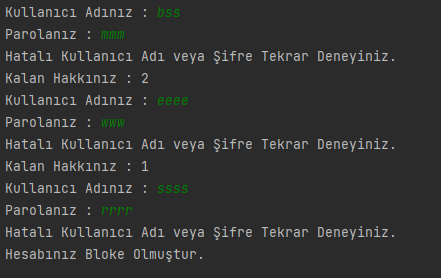 Kullanıcı Adınız : bss
Parolanız : mmm
Hatalı Kullanıcı Adı veya Şifre Tekrar Deneyiniz.
Kalan Hakkınız : 2
Kullanıcı Adınız : eeee
Parolanız : www
Hatalı Kullanıcı Adı veya Şifre Tekrar Deneyiniz.
Kalan Hakkınız : 1
Kullanıcı Adınız : ssss
Parolanız : rrrr
Hatalı Kullanıcı Adı veya Şifre Tekrar Deneyiniz.
Hesabınız Bloke Olmuştur.